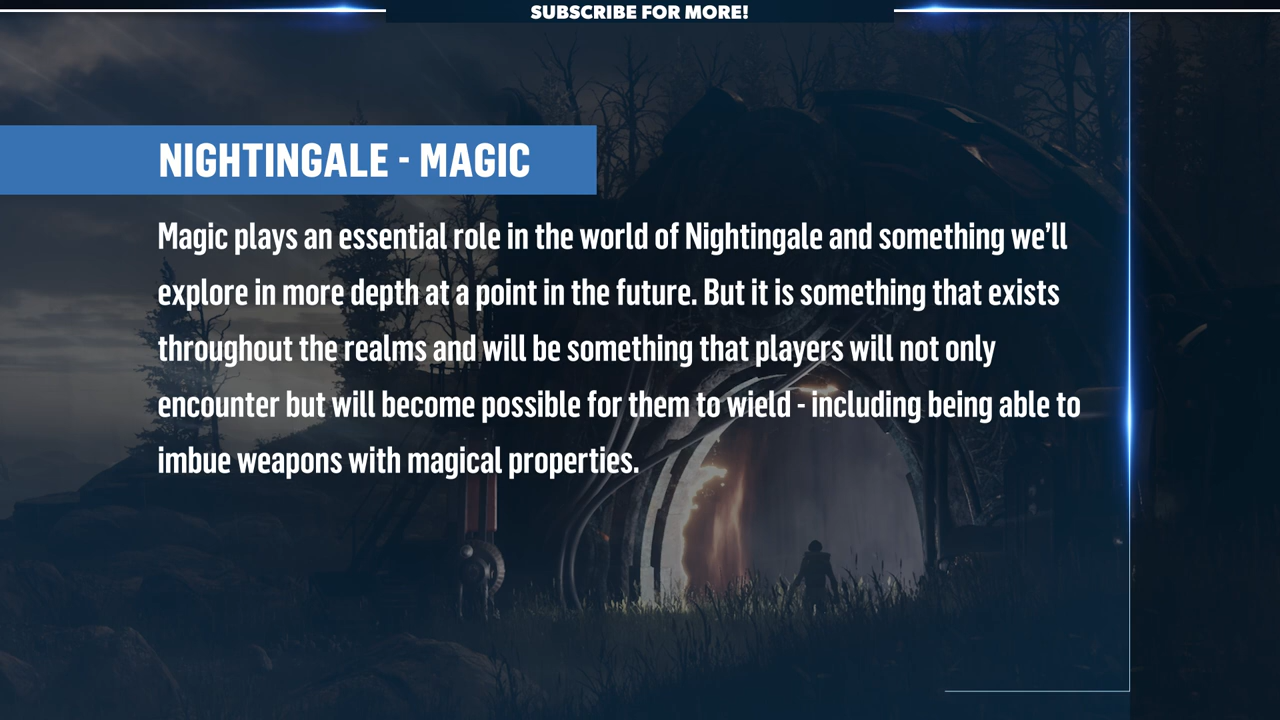 SUBSCRIBE FOR MORE!
NIGHTINGALE - MAGIC
Magic plays an essential role in the world of Nightingale and something we’ll
explore in more depth at a point in the future. But it is something that exists
throughout the realms and will be something that players will not only
encounter but will become possible for them to wield - including being able to
imbue weapons with magical properties.